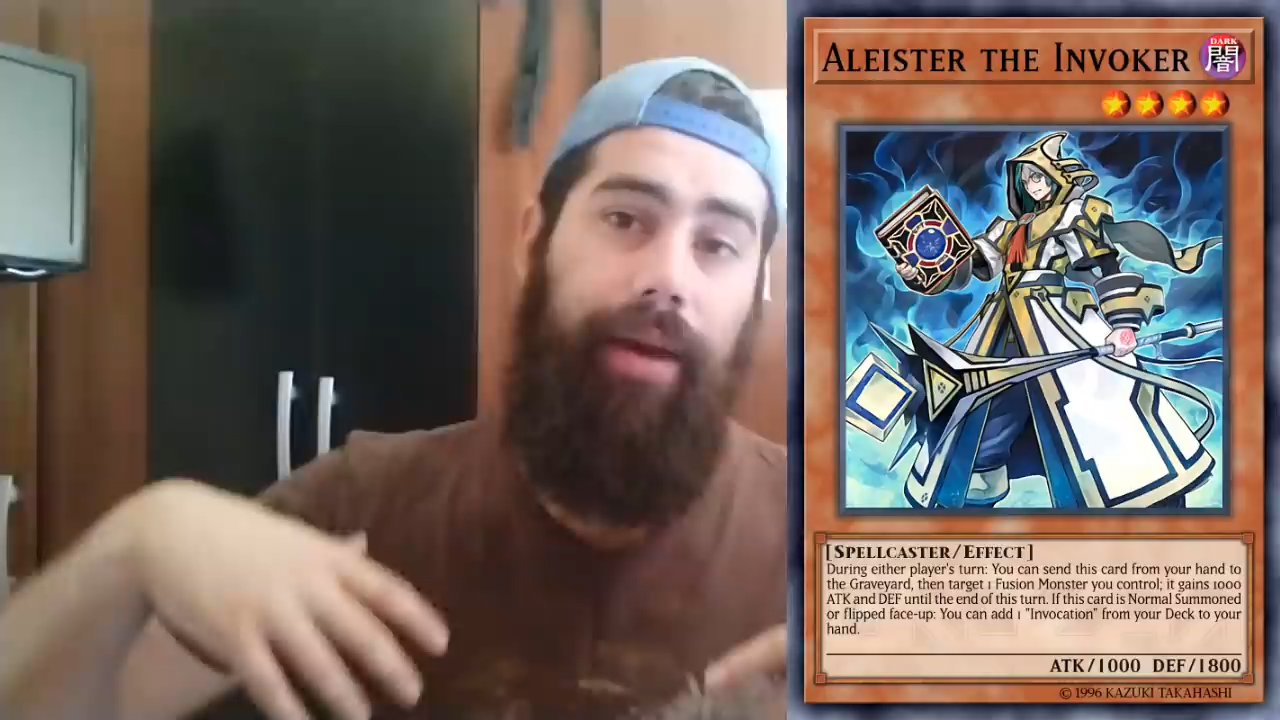 Aleister the Invoker
DARK
闇
[Spellcaster/Effect]
During either player's turn: You can send this card from your hand to
the Graveyard, then target 1 Fusion Monster you control; it gains 1000
ATK and DEF until the end of this turn. If this card is Normal Summoned
or flipped face-up: You can add 1 "Invocation" from your Deck to your
hand.
ATK/1000 DEF/1800
© 1996 KAZUKI TAKAHASHI